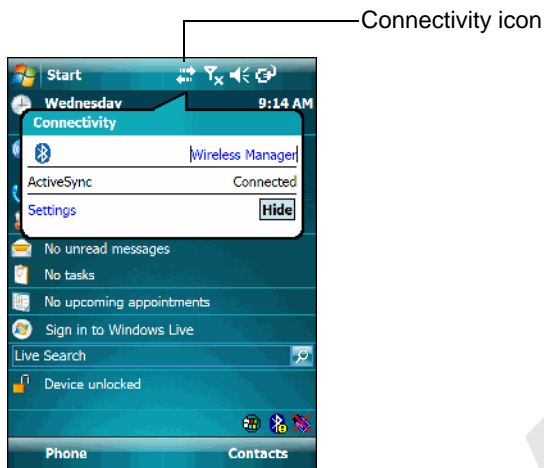 Connectivity icon
Start
Wednesday 9:14 AM
Connectivity
Wireless Manager
ActiveSync Connected
Settings Hide
No unread messages
No tasks
No upcoming appointments
Sign in to Windows Live
Live Search
Device unlocked
Phone Contacts